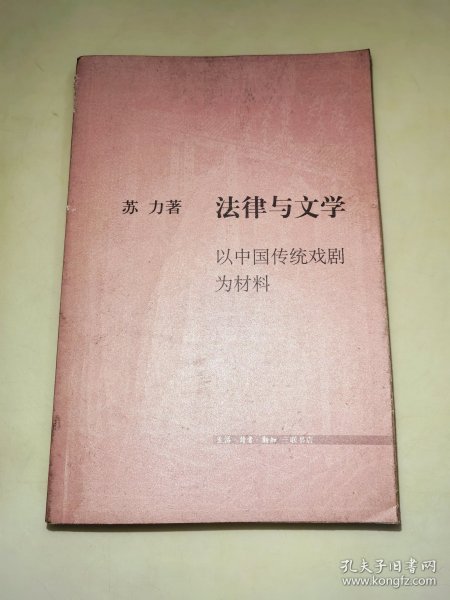 苏 力著 法律与文学
以中国传统戏剧
为材料
生活·读书·新知 三联书店
孔夫子旧书网
www.kongfz.com